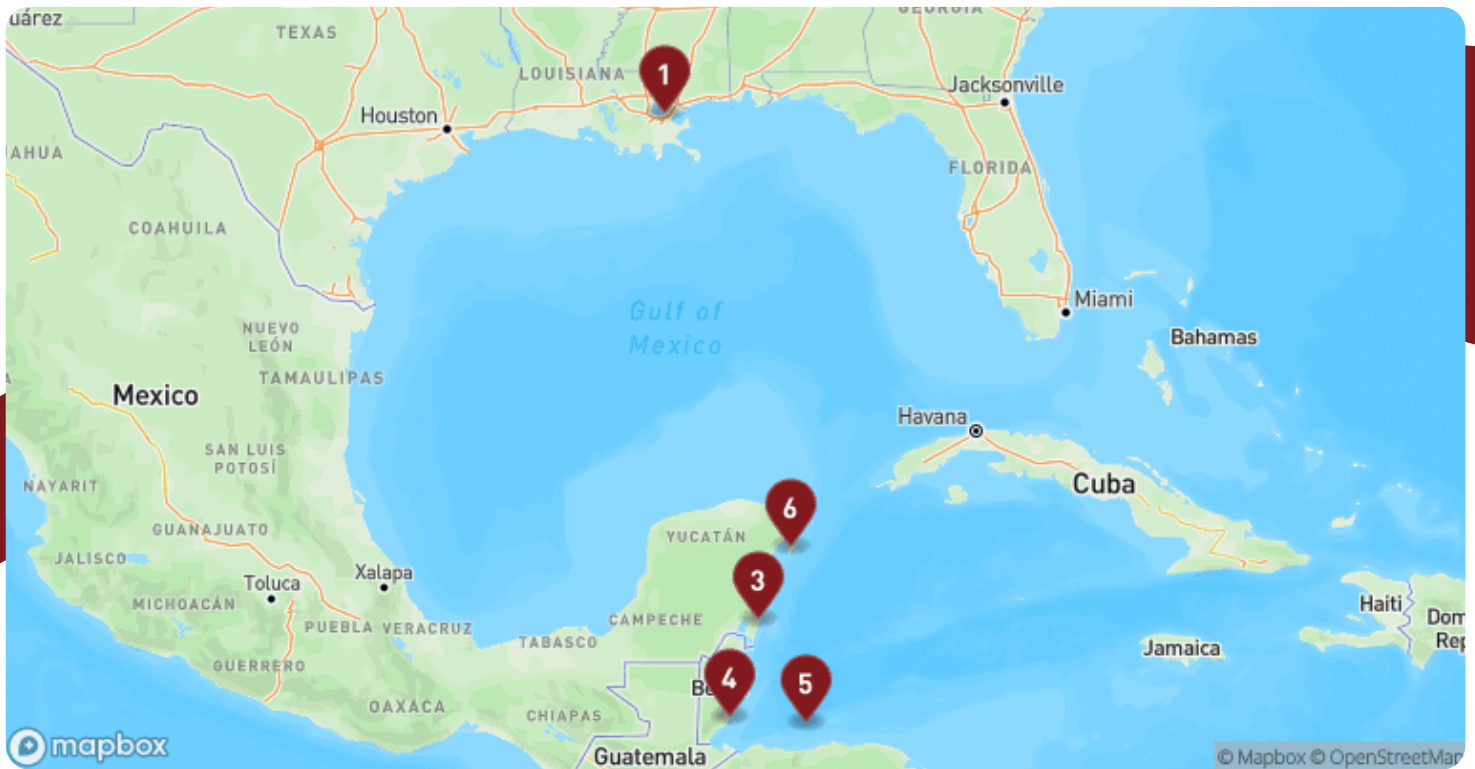 uárez
TEXAS
GEORGIA
LOUISIANA
1
Jacksonville
Houston
AHUA
FLORIDA
COAHUILA
Miami
Gulf of
Mexico
NUEVO
LEÓN
Bahamas
TAMAULIPAS
Mexico
Havana
SAN LUIS
POTOSÍ
NAYARIT
Cuba
6
GUANAJUATO
YUCATÁN
JALISCO
Xalapa
Toluca
3
MICHOACÁN
Haiti
PUEBLA
VERACRUZ
CAMPECHE
Dom
Rep
TABASCO
Jamaica
GUERRERO
4
5
OAXACA
CHIAPAS
mapbox
Guatemala
© Mapbox © OpenStreetMap